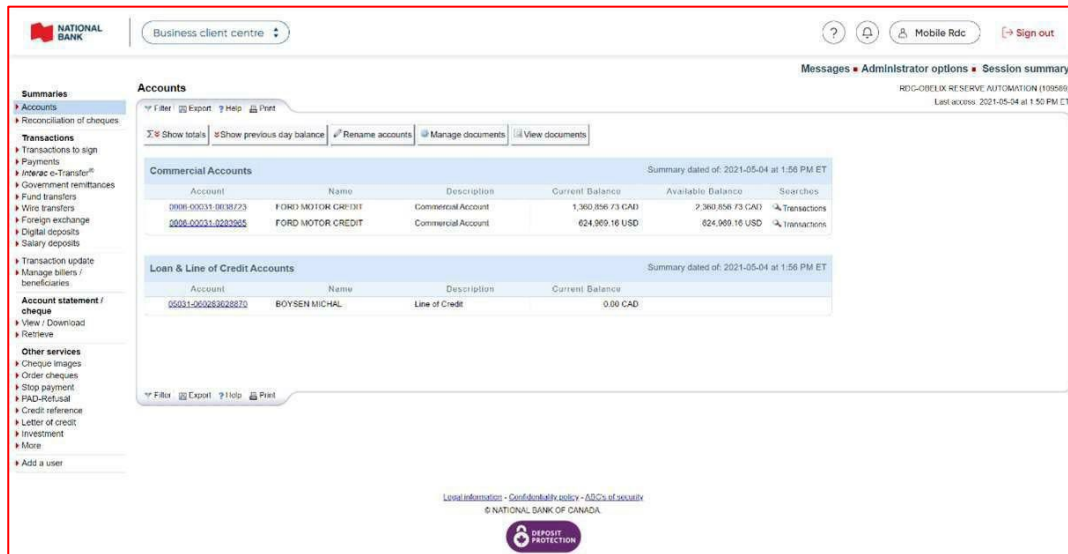 NATIONAL
BANK
Business client centre
?
Mobile Rdc
Sign out
Messages ▪ Administrator options ▪ Session summary
RDC-OBELIX RESERVE AUTOMATION (109589
Last access: 2021-05-04 at 1:50 PM ET
Summaries
Accounts
Reconciliation of cheques
Transactions
Transactions to sign
Payments
Interac e-Transfer®
Government remittances
Fund transfers
Wire transfers
Foreign exchange
Digital deposits
Salary deposits
Transaction update
Manage billers /
beneficiaries
Account statement /
cheque
View / Download
Retrieve
Other services
Cheque images
Order cheques
Stop payment
PAD-Refusal
Credit reference
Letter of credit
Investment
More
Add a user
Accounts
Filter Export ? Help Print
Show totals Show previous day balance Rename accounts Manage documents View documents
Commercial Accounts Summary dated of: 2021-05-04 at 1:56 PM ET
Account Name Description Current Balance Available Balance Searches
0006-00031-0038723 FORD MOTOR CREDIT Commercial Account 1,360,856.73 CAD 2,360,856.73 CAD Transactions
0006-00031-0283965 FORD MOTOR CREDIT Commercial Account 624,969.16 USD 624,969.16 USD Transactions
Loan & Line of Credit Accounts Summary dated of: 2021-05-04 at 1:56 PM ET
Account Name Description Current Balance
05031-060283628870 BOYSEN MICHAL Line of Credit 0.00 CAD
Filter Export ? Help Print
Legal information - Confidentiality policy - ABC's of security
© NATIONAL BANK OF CANADA.
DEPOSIT
PROTECTION